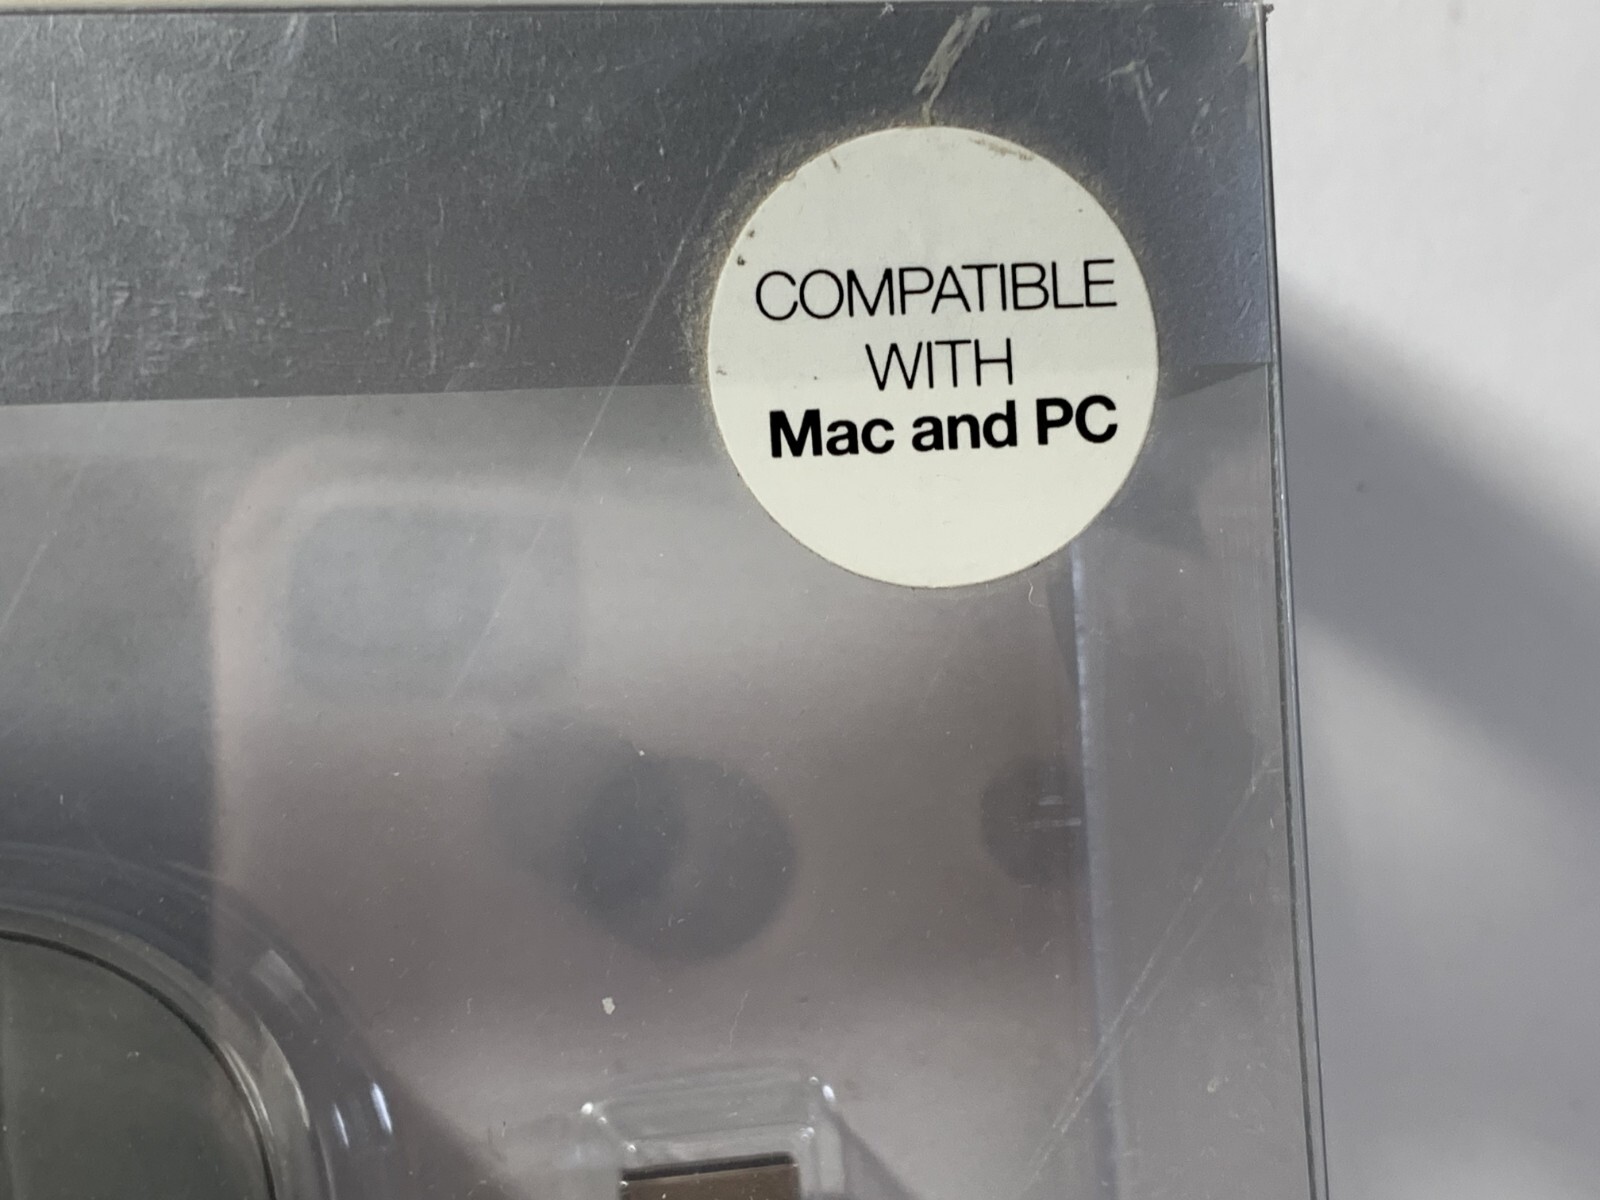 COMPATIBLE
WITH
Mac and PC